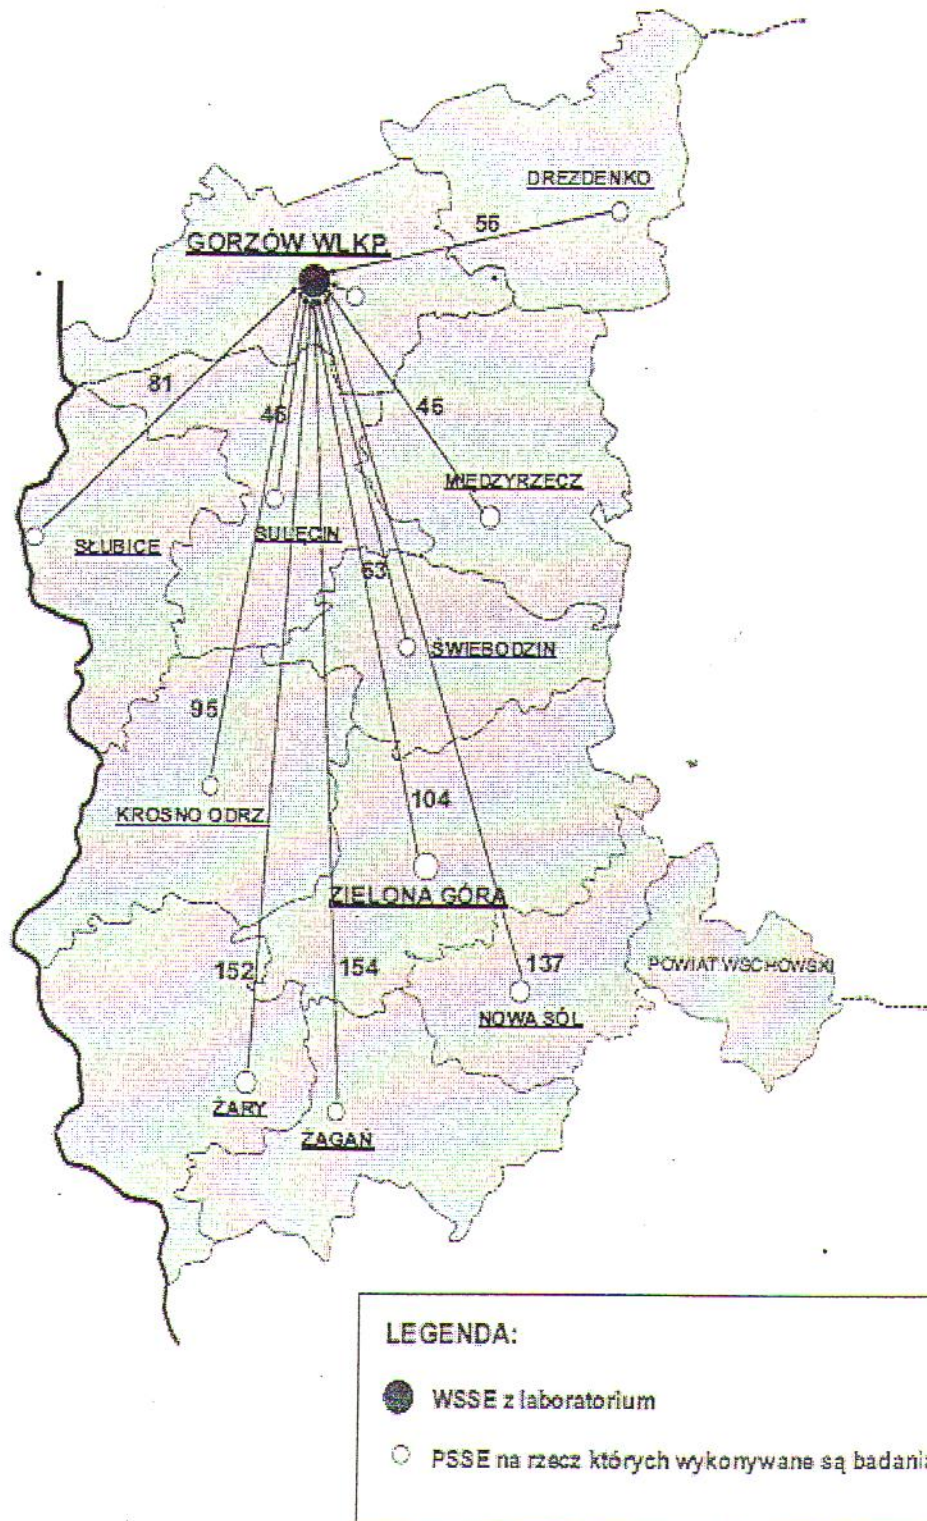 DREZDENKO
56
GORZÓW WLKP.
81
46
46
MIĘDZYRZECZ
SŁUBICE
SULĘCIN
63
ŚWIEBODZIN
95
104
KROSNO ODRZ.
ZIELONA GÓRA
152
154
137
POWIAT WSCHOWSKI
NOWA SÓL
ŻARY
ŻAGAŃ
LEGENDA:
WSSE z laboratorium
PSSE na rzecz których wykonywane są badania